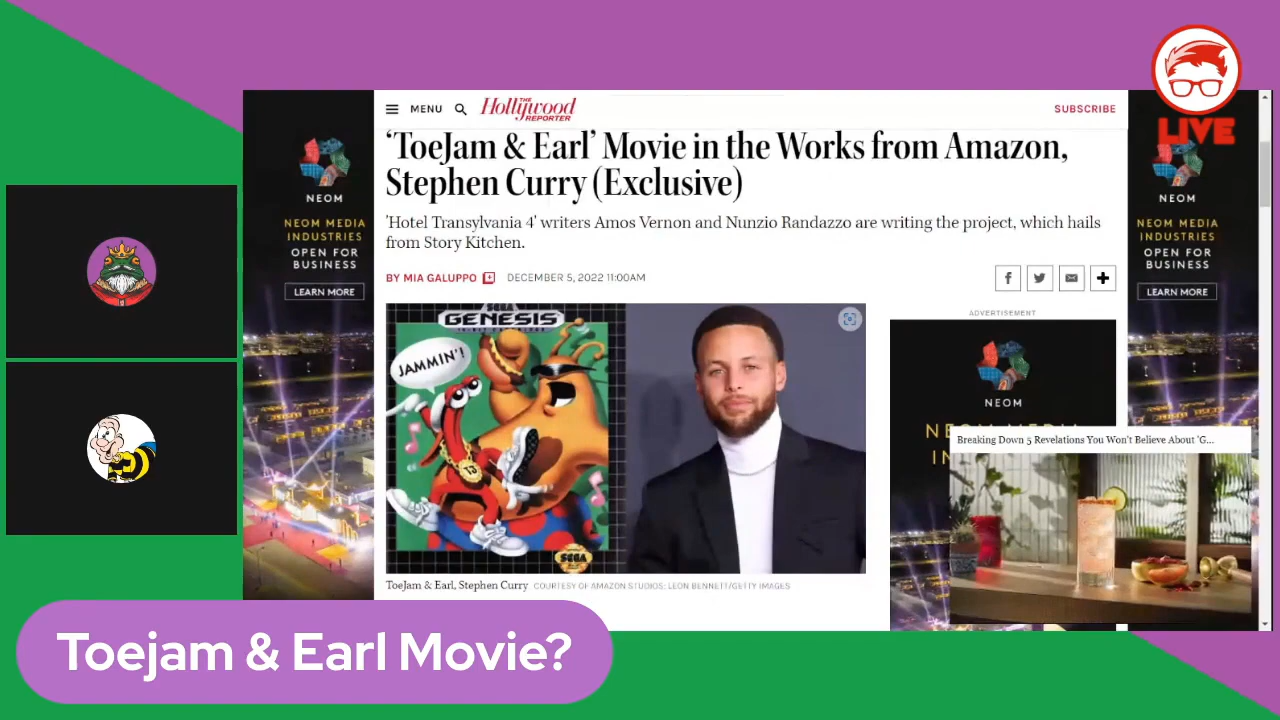 LIVE
MENU
THE
Hollywood
REPORTER
SUBSCRIBE
‘ToeJam & Earl’ Movie in the Works from Amazon,
Stephen Curry (Exclusive)
'Hotel Transylvania 4' writers Amos Vernon and Nunzio Randazzo are writing the project, which hails
from Story Kitchen.
BY MIA GALUPPO
DECEMBER 5, 2022 11:00AM
NEOM
NEOM MEDIA
INDUSTRIES
OPEN FOR
BUSINESS
LEARN MORE
NEOM
NEOM MEDIA
INDUSTRIES
OPEN FOR
BUSINESS
LEARN MORE
SEGA
GENESIS
JAMMIN'!
TJ
SEGA
ADVERTISEMENT
NEOM
Breaking Down 5 Revelations You Won't Believe About 'G...
ToeJam & Earl, Stephen Curry COURTESY OF AMAZON STUDIOS; LEON BENNETT/GETTY IMAGES
Toejam & Earl Movie?